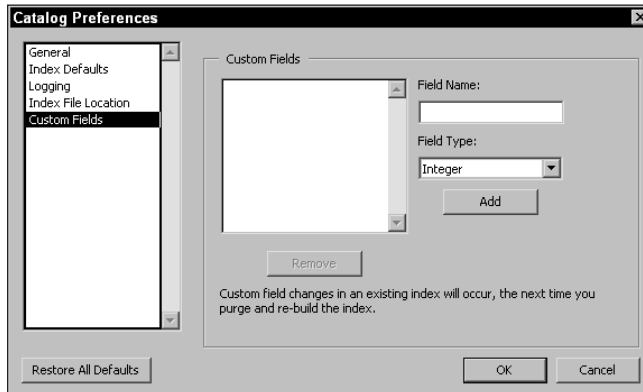 Catalog Preferences
General
Index Defaults
Logging
Index File Location
Custom Fields
Custom Fields
Field Name:
Field Type:
Integer
Add
Remove
Custom field changes in an existing index will occur, the next time you
purge and re-build the index.
Restore All Defaults
OK
Cancel